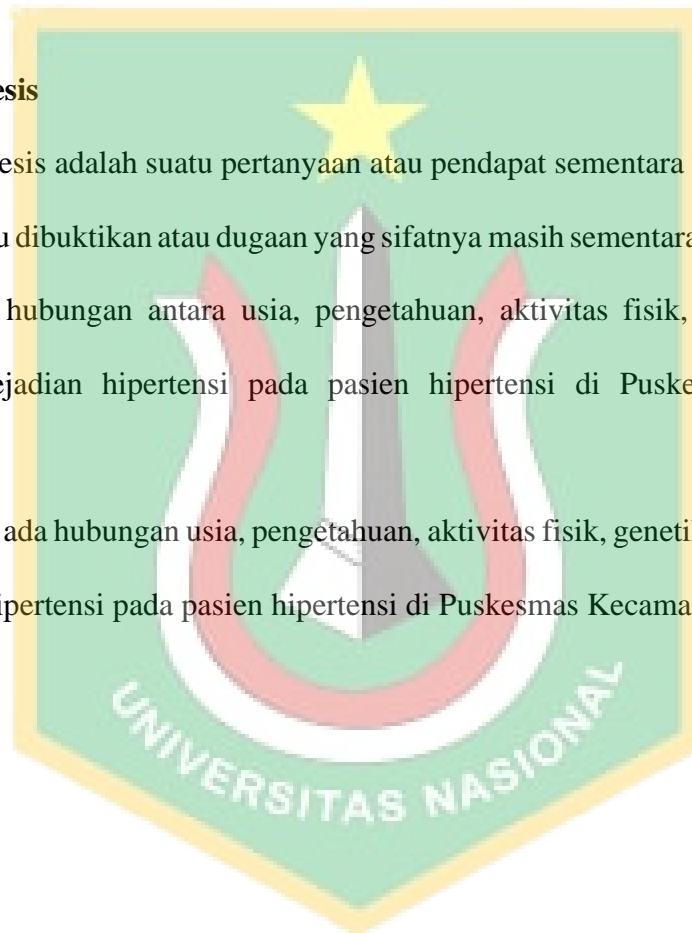 esis
esis adalah suatu pertanyaan atau pendapat sementara
u dibuktikan atau dugaan yang sifatnya masih sementara
hubungan antara usia, pengetahuan, aktivitas fisik,
ejadian hipertensi pada pasien hipertensi di Puske
ada hubungan usia, pengetahuan, aktivitas fisik, geneti
ipertensi pada pasien hipertensi di Puskesmas Kecama
UNIVERSITAS NASIONAL